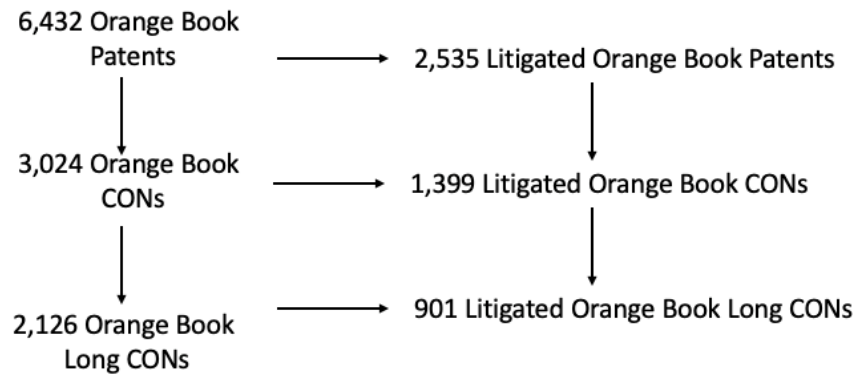 6,432 Orange Book
Patents
2,535 Litigated Orange Book Patents
3,024 Orange Book
CONs
1,399 Litigated Orange Book CONs
2,126 Orange Book
Long CONs
901 Litigated Orange Book Long CONs